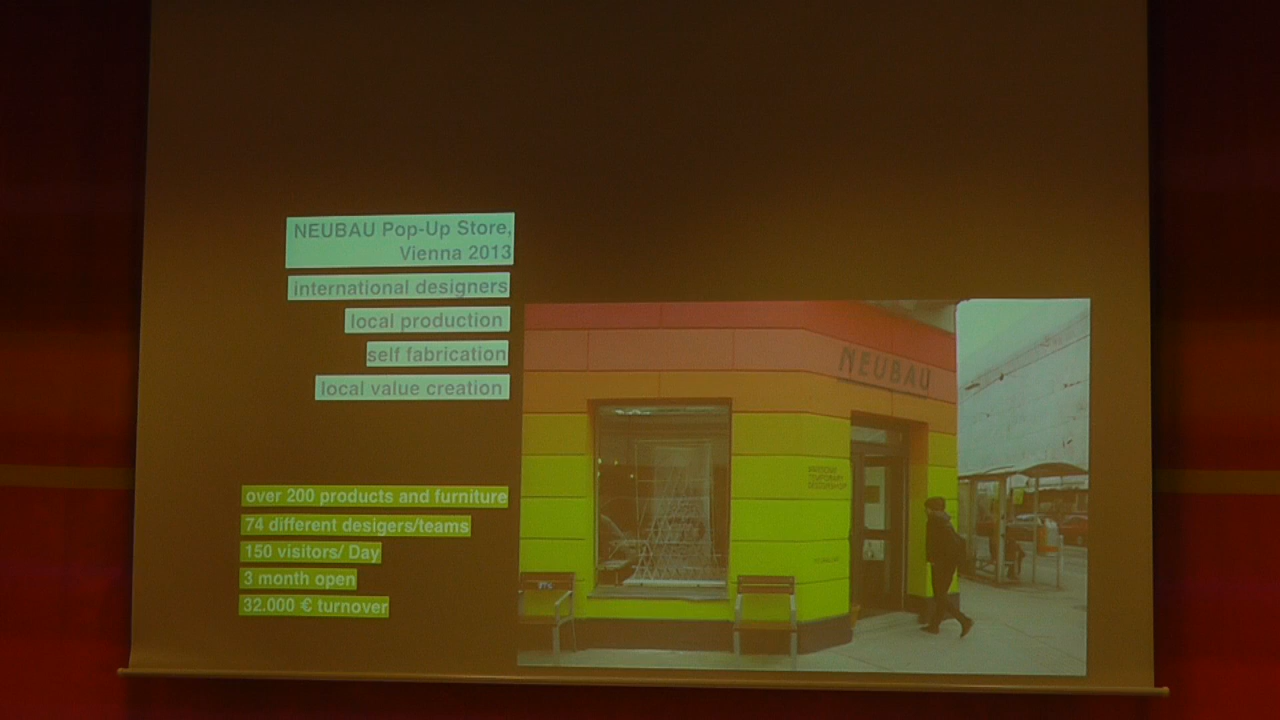 NEUBAU Pop-Up Store,
Vienna 2013
international designers
local production
self fabrication
local value creation
over 200 products and furniture
74 different desigers/teams
150 visitors/ Day
3 month open
32.000 € turnover
NEUBAU